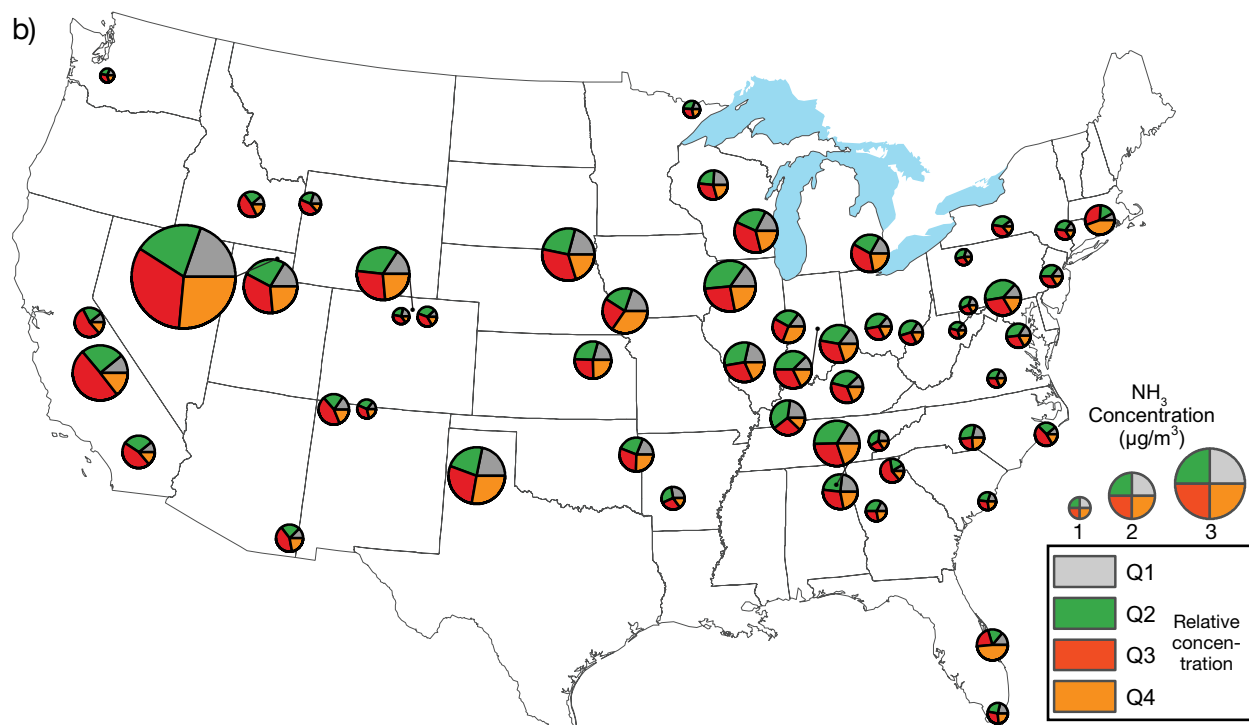 b)
NH₃
Concentration
(μg/m³)
1 2 3
Q1
Q2
Q3
Q4
Relative
concen-
tration